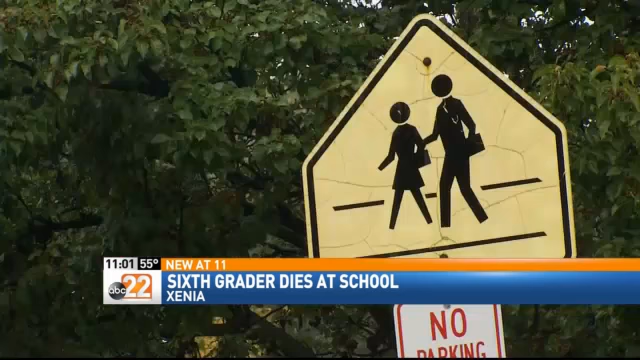 11:01 55° NEW AT 11
abc 22 SIXTH GRADER DIES AT SCHOOL
XENIA
NO
PARKING